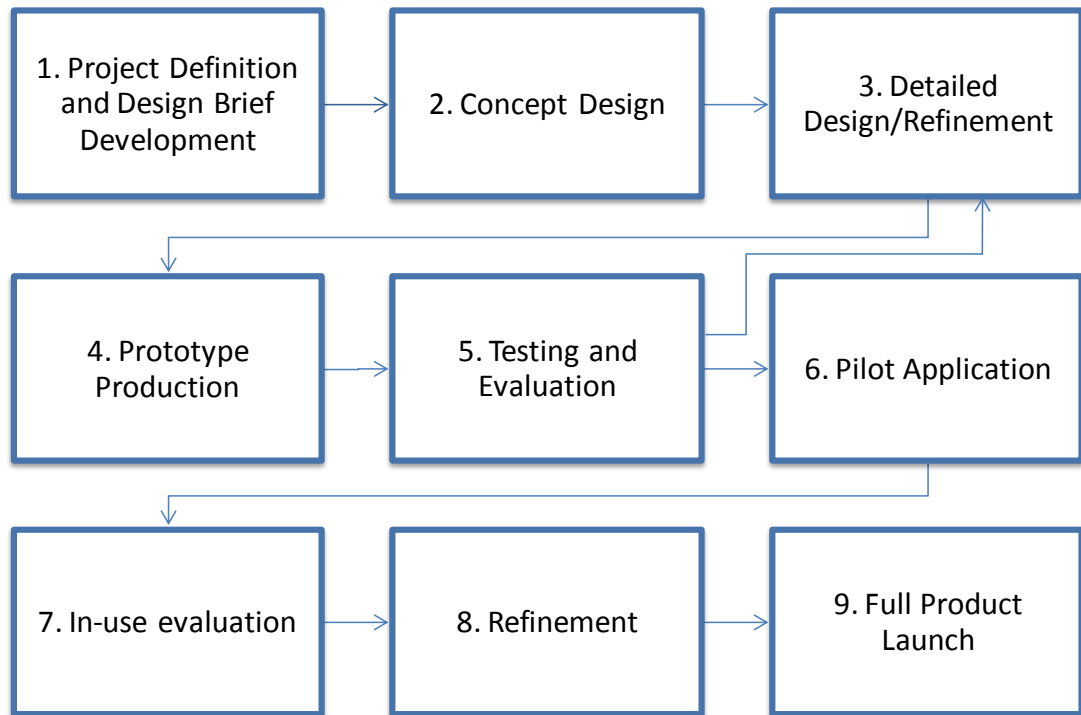 1. Project Definition
and Design Brief
Development
2. Concept Design
3. Detailed
Design/Refinement
4. Prototype
Production
5. Testing and
Evaluation
6. Pilot Application
7. In-use evaluation
8. Refinement
9. Full Product
Launch